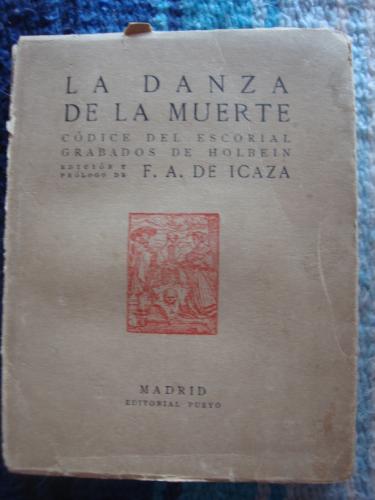 LA DANZA
DE LA MUERTE
CÓDICE DEL ESCORIAL
GRABADOS DE HOLBEIN
EDICIÓN Y
PRÓLOGO DE F. A. DE ICAZA
MADRID
EDITORIAL PUEYO